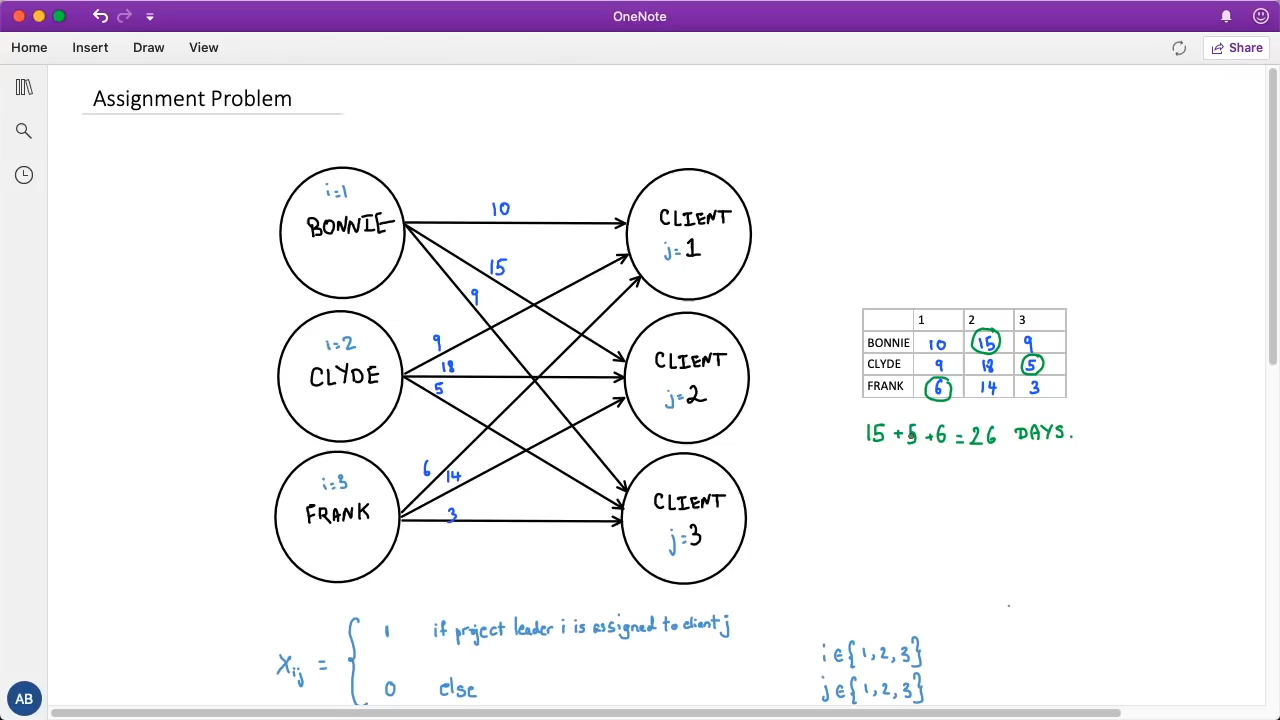 OneNote
Home Insert Draw View
Share
Assignment Problem
i=1
BONNIE
10
15
9
CLIENT
j=1
i=2
CLYDE
9
18
5
CLIENT
j=2
i=3
FRANK
6
14
3
CLIENT
j=3
1 2 3
BONNIE 10 15 9
CLYDE 9 18 5
FRANK 6 14 3
15+5+6=26 DAYS.
Xij = { 1 if project leader i is assigned to client j
0 else
i∈{1,2,3}
j∈{1,2,3}
AB